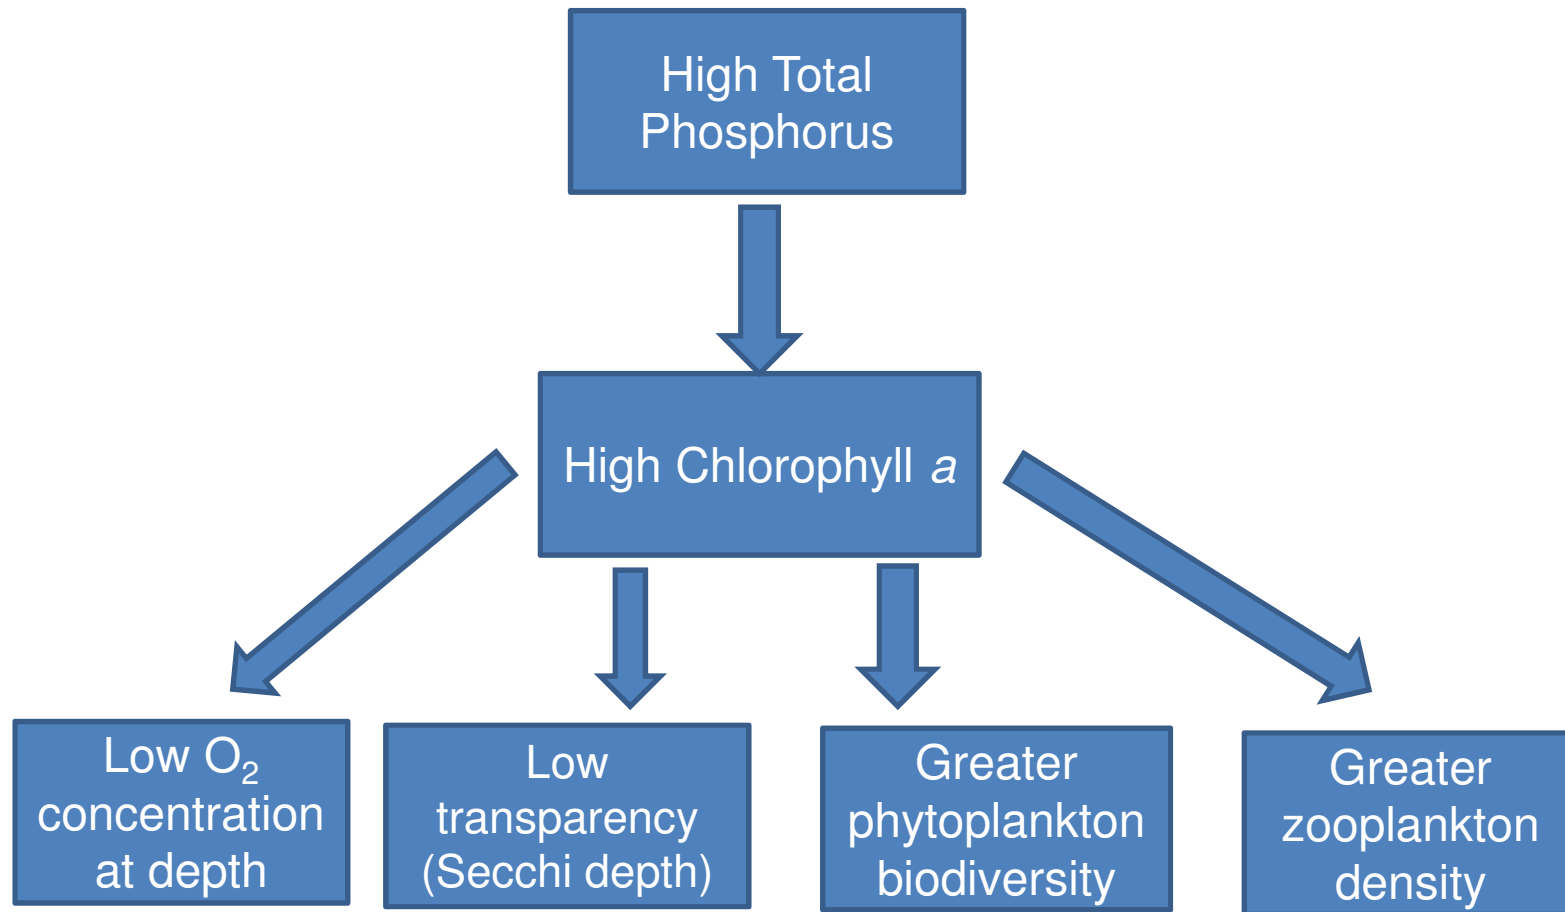 High Total
Phosphorus
High Chlorophyll a
Low O₂
concentration
at depth
Low
transparency
(Secchi depth)
Greater
phytoplankton
biodiversity
Greater
zooplankton
density